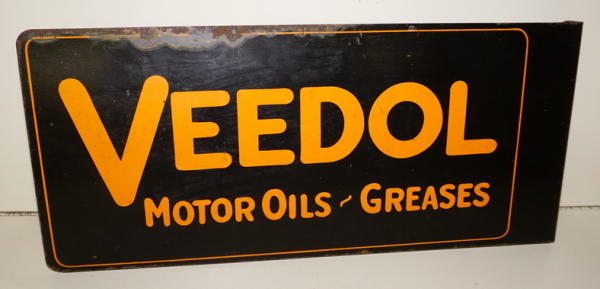 VEEDOL
MOTOR OILS ~ GREASES